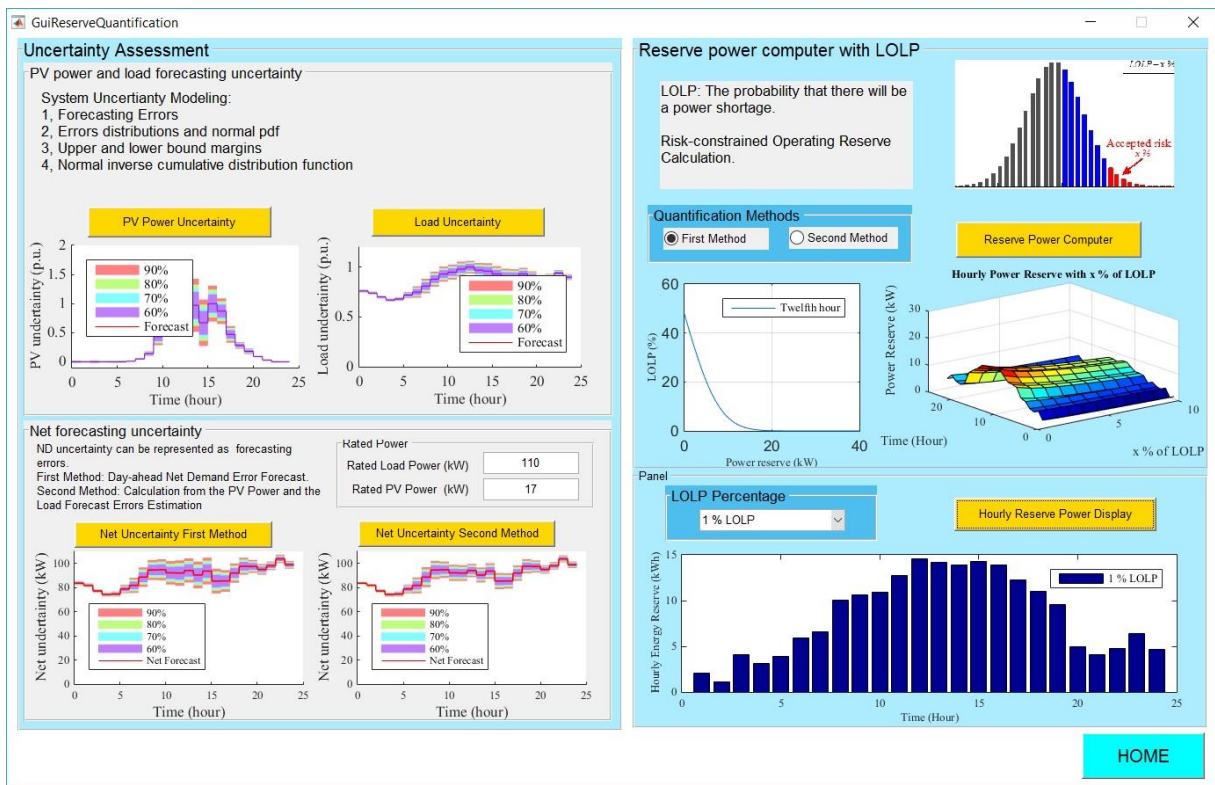 GuiReserveQuantification
Uncertainty Assessment
PV power and load forecasting uncertainty
System Uncertianty Modeling:
1, Forecasting Errors
2, Errors distributions and normal pdf
3, Upper and lower bound margins
4, Normal inverse cumulative distribution function
PV Power Uncertainty
Load Uncertainty
PV undertainty (p.u.)
2
1.5
1
0.5
0
90%
80%
70%
60%
Forecast
0 5 10 15 20 25
Time (hour)
Load undertainty (p.u.)
1
0.5
0
90%
80%
70%
60%
Forecast
0 5 10 15 20 25
Time (hour)
Net forecasting uncertainty
ND uncertainty can be represented as forecasting
errors.
First Method: Day-ahead Net Demand Error Forecast.
Second Method: Calculation from the PV Power and the
Load Forecast Errors Estimation
Rated Power
Rated Load Power (kW) 110
Rated PV Power (kW) 17
Net Uncertainty First Method
Net Uncertainty Second Method
Net undertainty (kW)
100
80
60
40
20
0
90%
80%
70%
60%
Net Forecast
0 5 10 15 20 25
Time (hour)
Net undertainty (kW)
100
80
60
40
20
0
90%
80%
70%
60%
Net Forecast
0 5 10 15 20 25
Time (hour)
Reserve power computer with LOLP
LOLP: The probability that there will be
a power shortage.
Risk-constrained Operating Reserve
Calculation.
LOLP=x %
Accepted risk
x %
Quantification Methods
First Method
Second Method
Reserve Power Computer
LOLP (%)
60
40
20
0
Twelfth hour
0 20 40
Power reserve (kW)
Hourly Power Reserve with x % of LOLP
Power Reserve (kW)
30
20
10
0
20
10
0
Time (Hour)
0
5
10
x % of LOLP
Panel
LOLP Percentage
1 % LOLP
Hourly Reserve Power Display
Hourly Energy Reserve (kWh)
15
10
5
0
1 % LOLP
0 5 10 15 20 25
Time (Hour)
HOME